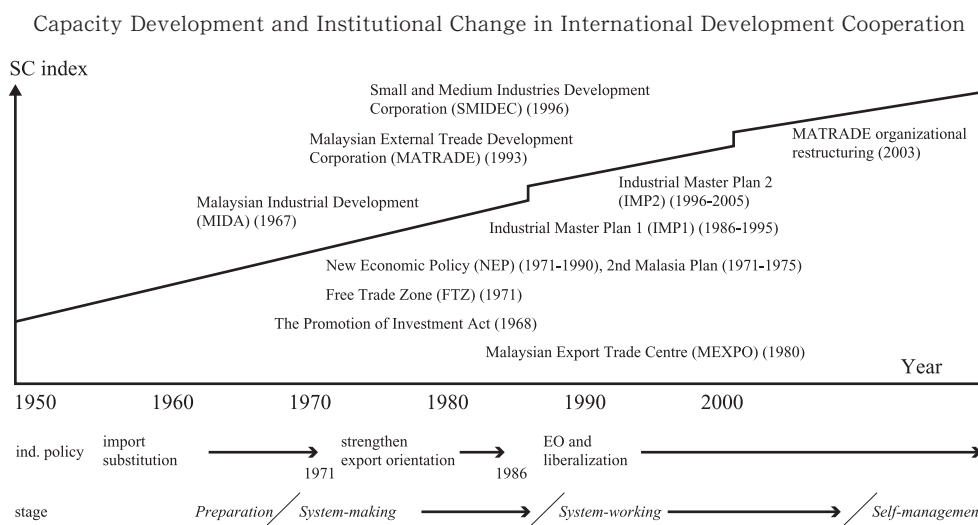 Capacity Development and Institutional Change in International Development Cooperation
SC index
Small and Medium Industries Development
Corporation (SMIDEC) (1996)
Malaysian External Treade Development
Corporation (MATRADE) (1993)
MATRADE organizational
restructuring (2003)
Industrial Master Plan 2
(IMP2) (1996-2005)
Malaysian Industrial Development
(MIDA) (1967)
Industrial Master Plan 1 (IMP1) (1986-1995)
New Economic Policy (NEP) (1971-1990), 2nd Malasia Plan (1971-1975)
Free Trade Zone (FTZ) (1971)
The Promotion of Investment Act (1968)
Malaysian Export Trade Centre (MEXPO) (1980)
Year
1950 1960 1970 1980 1990 2000
ind. policy
import
substitution
1971
strengthen
export orientation
1986
EO and
liberalization
stage
Preparation
System-making
System-working
Self-management